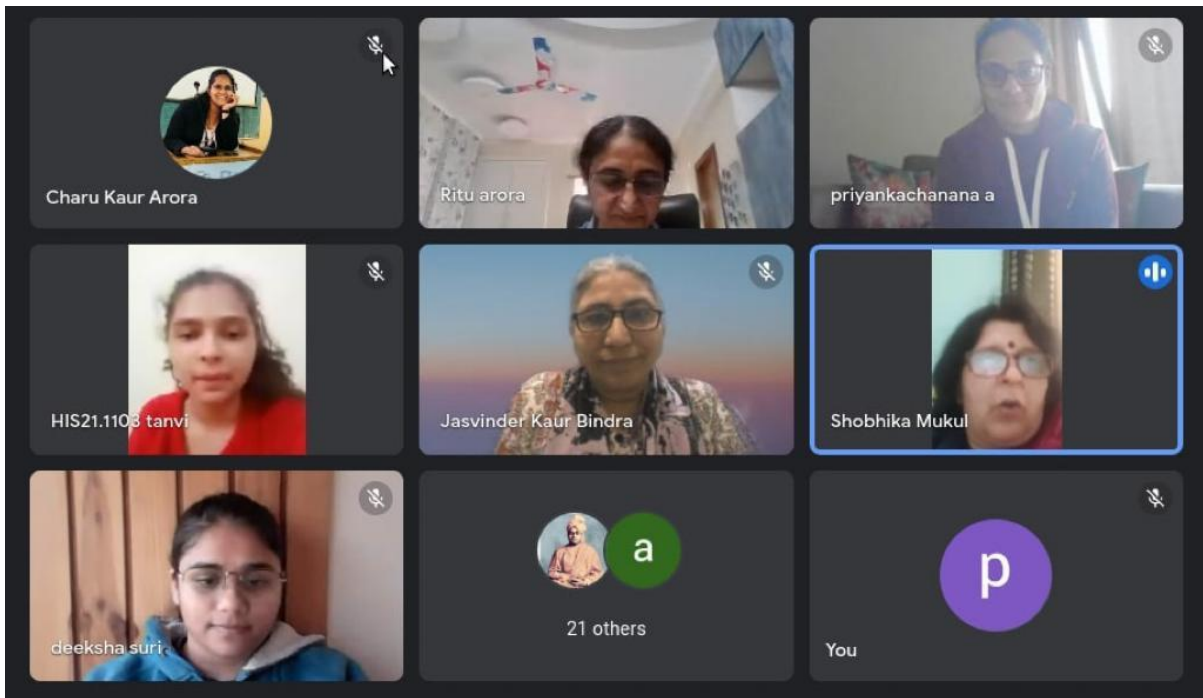 Charu Kaur Arora
Ritu arora
priyankachanana a
HIS21.1103 tanvi
Jasvinder Kaur Bindra
Shobhika Mukul
deeksha suri
a
21 others
p
You